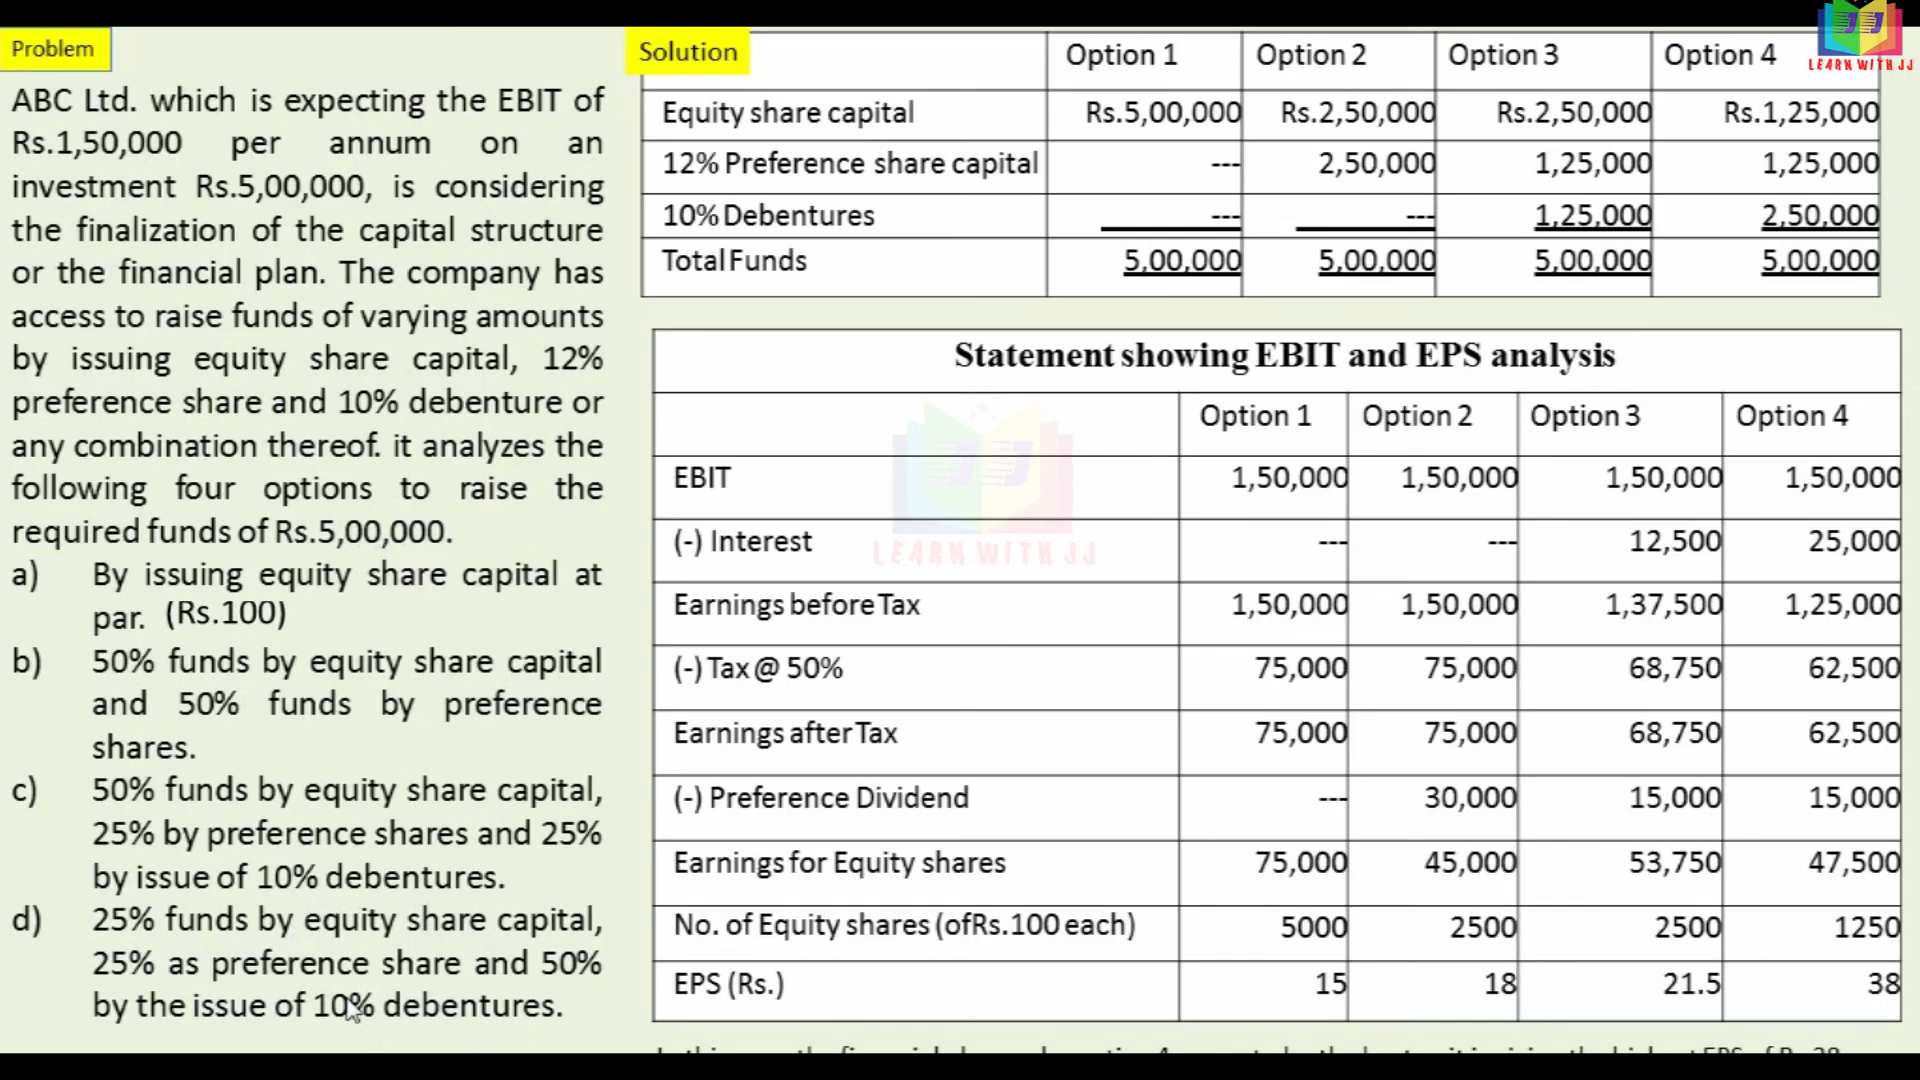 Problem
ABC Ltd. which is expecting the EBIT of
Rs.1,50,000 per annum on an
investment Rs.5,00,000, is considering
the finalization of the capital structure
or the financial plan. The company has
access to raise funds of varying amounts
by issuing equity share capital, 12%
preference share and 10% debenture or
any combination thereof. it analyzes the
following four options to raise the
required funds of Rs.5,00,000.
a) By issuing equity share capital at
par. (Rs.100)
b) 50% funds by equity share capital
and 50% funds by preference
shares.
c) 50% funds by equity share capital,
25% by preference shares and 25%
by issue of 10% debentures.
d) 25% funds by equity share capital,
25% as preference share and 50%
by the issue of 10% debentures.
Solution Option 1 Option 2 Option 3 Option 4
LEARN WITH JJ
Equity share capital Rs.5,00,000 Rs.2,50,000 Rs.2,50,000 Rs.1,25,000
12% Preference share capital --- 2,50,000 1,25,000 1,25,000
10% Debentures --- --- 1,25,000 2,50,000
Total Funds 5,00,000 5,00,000 5,00,000 5,00,000
Statement showing EBIT and EPS analysis
Option 1 Option 2 Option 3 Option 4
EBIT 1,50,000 1,50,000 1,50,000 1,50,000
(-) Interest --- --- 12,500 25,000
LEARN WITH JJ
Earnings before Tax 1,50,000 1,50,000 1,37,500 1,25,000
(-) Tax @ 50% 75,000 75,000 68,750 62,500
Earnings after Tax 75,000 75,000 68,750 62,500
(-) Preference Dividend --- 30,000 15,000 15,000
Earnings for Equity shares 75,000 45,000 53,750 47,500
No. of Equity shares (of Rs.100 each) 5000 2500 2500 1250
EPS (Rs.) 15 18 21.5 38